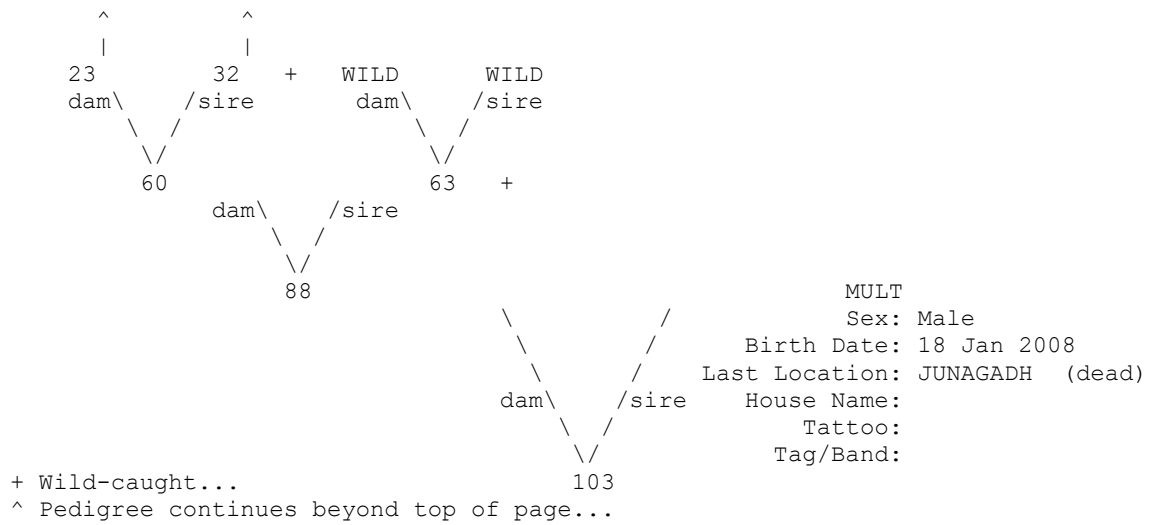 ^            ^
     |            |
   23          32   +   WILD       WILD
   dam\      /sire        dam\     /sire
       \    /                 \   /
        \/                     \/
        60                     63   +
             dam\     /sire
                 \   /
                  \/
                  88                                  MULT
                                \          /          Sex: Male
                                 \        /    Birth Date: 18 Jan 2008
                                  \      /  Last Location: JUNAGADH  (dead)
                                dam\    /sire  House Name:
                                    \  /           Tattoo:
                                     \/          Tag/Band:
+ Wild-caught...                    103
^ Pedigree continues beyond top of page...